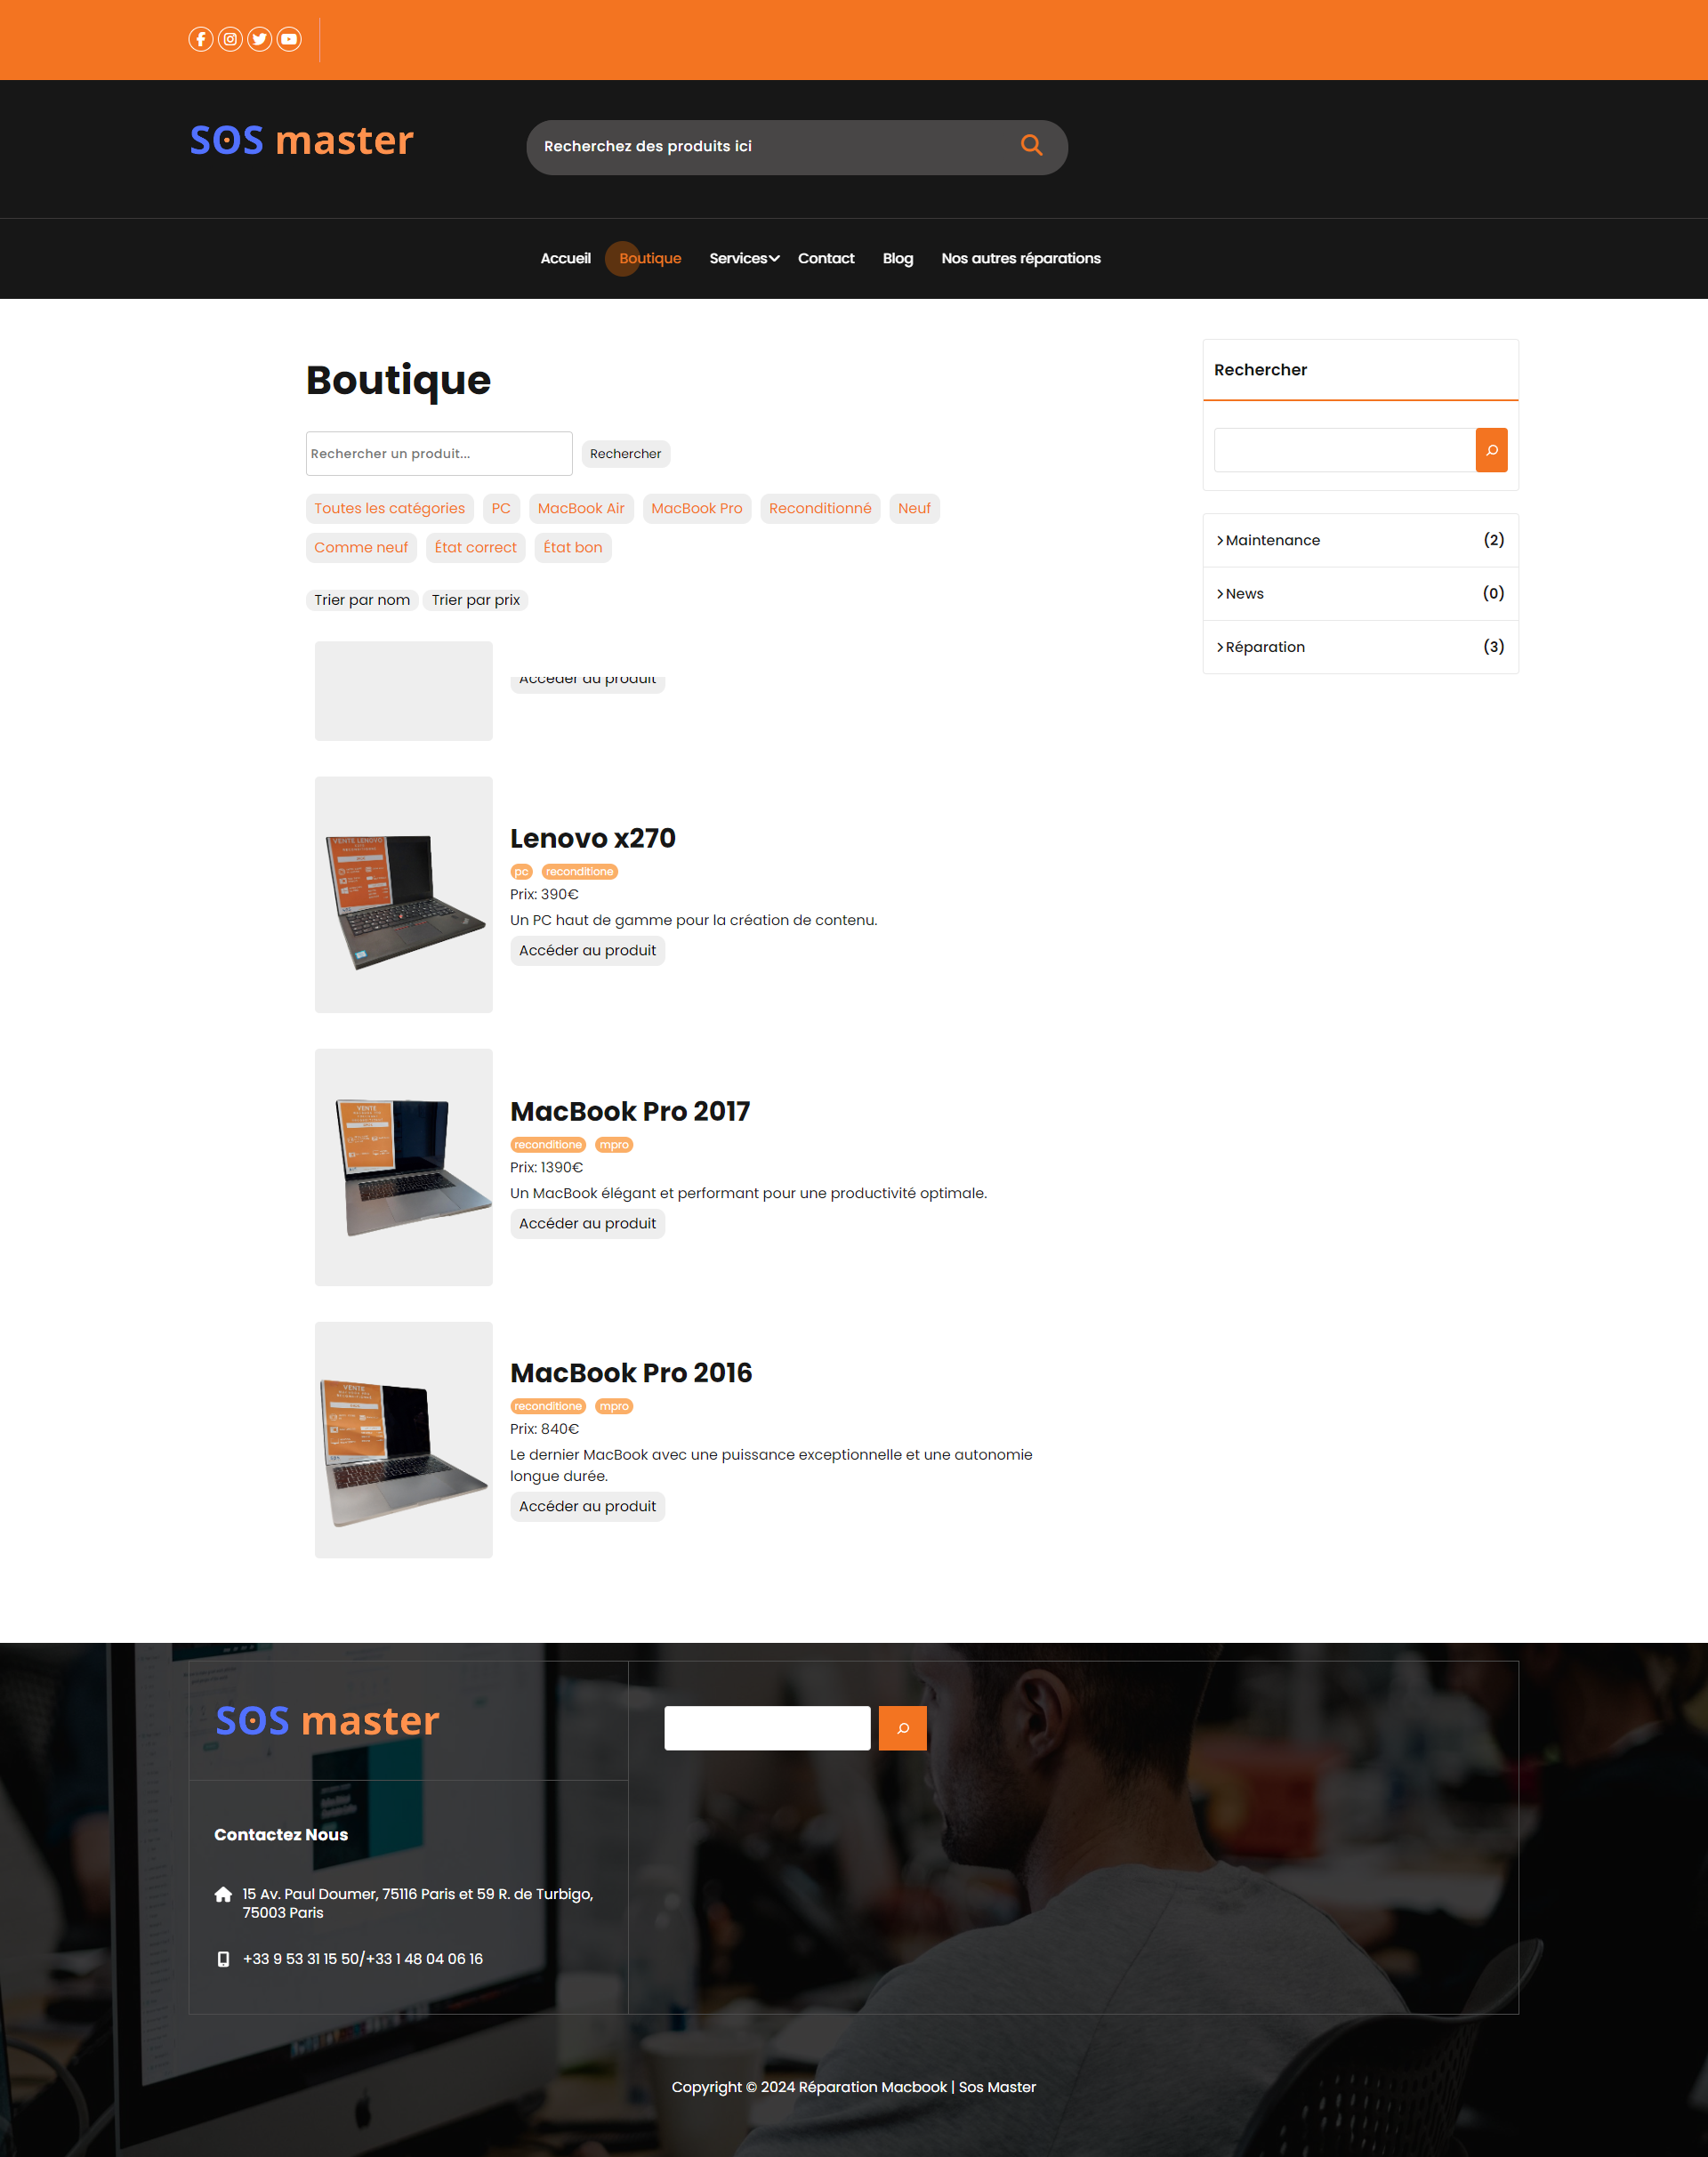 SOS master
Recherchez des produits ici
Accueil
Boutique
Services
Contact
Blog
Nos autres réparations
Boutique
Rechercher un produit...
Rechercher
Toutes les catégories
PC
MacBook Air
MacBook Pro
Reconditionné
Neuf
Comme neuf
État correct
État bon
Trier par nom
Trier par prix
Accéder au produit
VENTE LENOVO
Lenovo x270
pc
reconditione
Prix: 390€
Un PC haut de gamme pour la création de contenu.
Accéder au produit
VENTE
MacBook Pro 2017
reconditione
mpro
Prix: 1390€
Un MacBook élégant et performant pour une productivité optimale.
Accéder au produit
VENTE
MacBook Pro 2016
reconditione
mpro
Prix: 840€
Le dernier MacBook avec une puissance exceptionnelle et une autonomie
longue durée.
Accéder au produit
Rechercher
Maintenance
(2)
News
(0)
Réparation
(3)
SOS master
Contactez Nous
15 Av. Paul Doumer, 75116 Paris et 59 R. de Turbigo,
75003 Paris
+33 9 53 31 15 50/+33 1 48 04 06 16
Copyright © 2024 Réparation Macbook | Sos Master